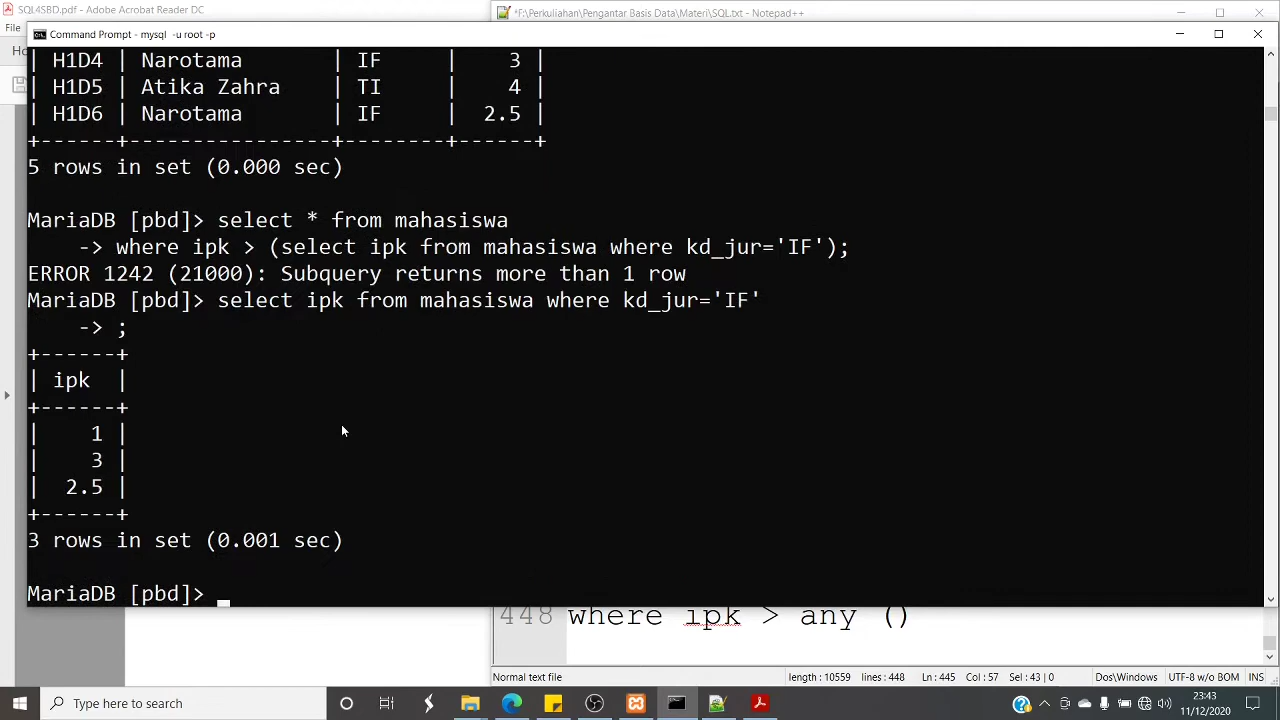 SQL4SBD.pdf - Adobe Acrobat Reader DC
*F:\Perkuliahan\Pengantar Basis Data\Materi\SQL.txt - Notepad++
File
Command Prompt - mysql -u root -p
Ho
| H1D4 | Narotama | IF | 3 |
| H1D5 | Atika Zahra | TI | 4 |
| H1D6 | Narotama | IF | 2.5 |
+------+---------------+--------+------+
5 rows in set (0.000 sec)
MariaDB [pbd]> select * from mahasiswa
-> where ipk > (select ipk from mahasiswa where kd_jur='IF');
ERROR 1242 (21000): Subquery returns more than 1 row
MariaDB [pbd]> select ipk from mahasiswa where kd_jur='IF'
-> ;
+------+
| ipk |
+------+
| 1 |
| 3 |
| 2.5 |
+------+
3 rows in set (0.001 sec)
MariaDB [pbd]>
448 where ipk > any ()
Normal text file length : 10559 lines : 448 Ln : 445 Col : 57 Sel : 43 | 0 Dos\Windows UTF-8 w/o BOM INS
Type here to search
23:43
11/12/2020